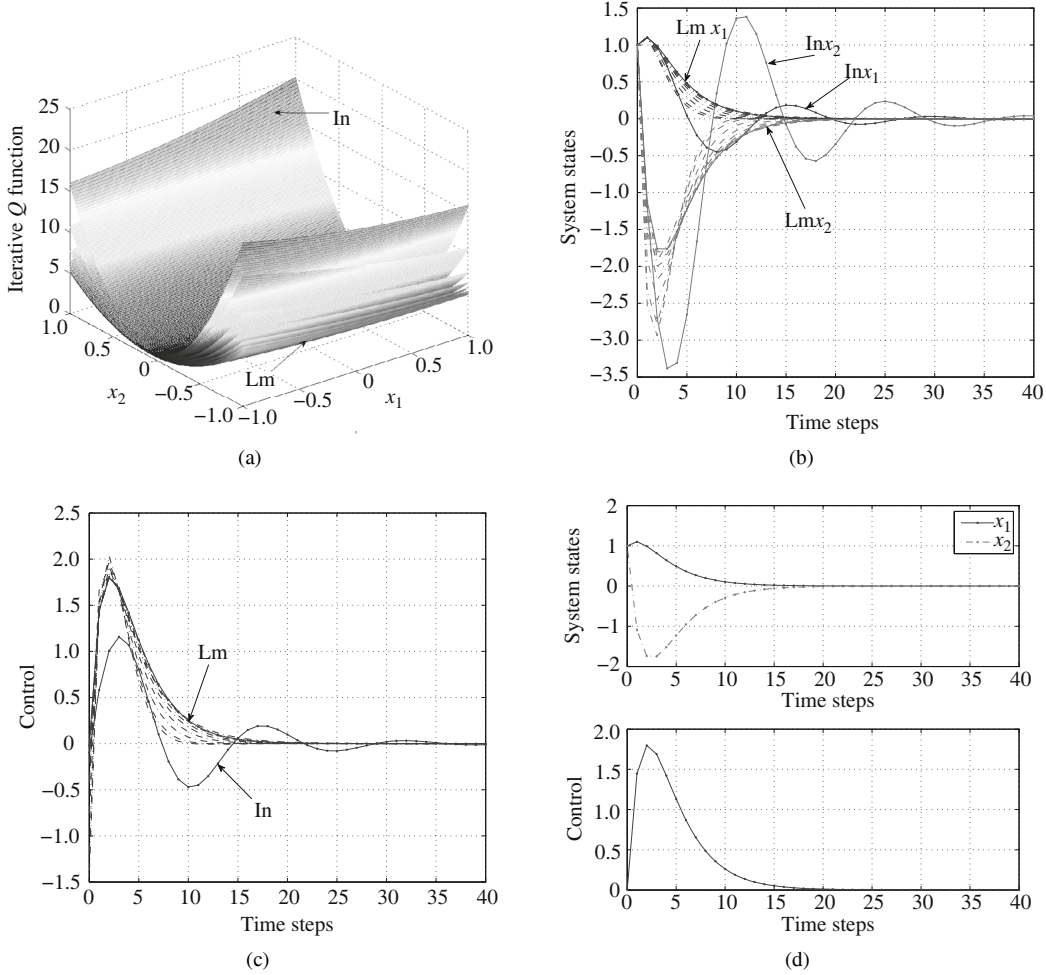 25
20
15
10
5
0
Iterative Q function
1.0
0.5
0
−0.5
−1.0
x2
−1.0
−0.5
0
0.5
1.0
x1
In
Lm
(a)
1.5
1.0
0.5
0
−0.5
−1.0
−1.5
−2.0
−2.5
−3.0
−3.5
System states
Lm x1
Inx2
Inx1
Lmx2
0 5 10 15 20 25 30 35 40
Time steps
(b)
2.5
2.0
1.5
1.0
0.5
0
−0.5
−1.0
−1.5
Control
Lm
In
0 5 10 15 20 25 30 35 40
Time steps
(c)
2
1
0
−1
−2
System states
x1
x2
0 5 10 15 20 25 30 35 40
Time steps
2.0
1.5
1.0
0.5
0
Control
0 5 10 15 20 25 30 35 40
Time steps
(d)